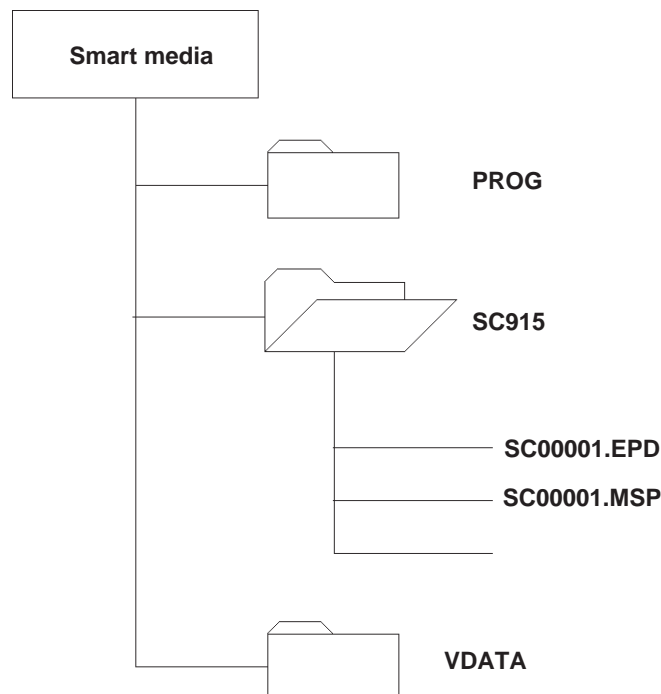 Smart media
PROG
SC915
SC00001.EPD
SC00001.MSP
VDATA